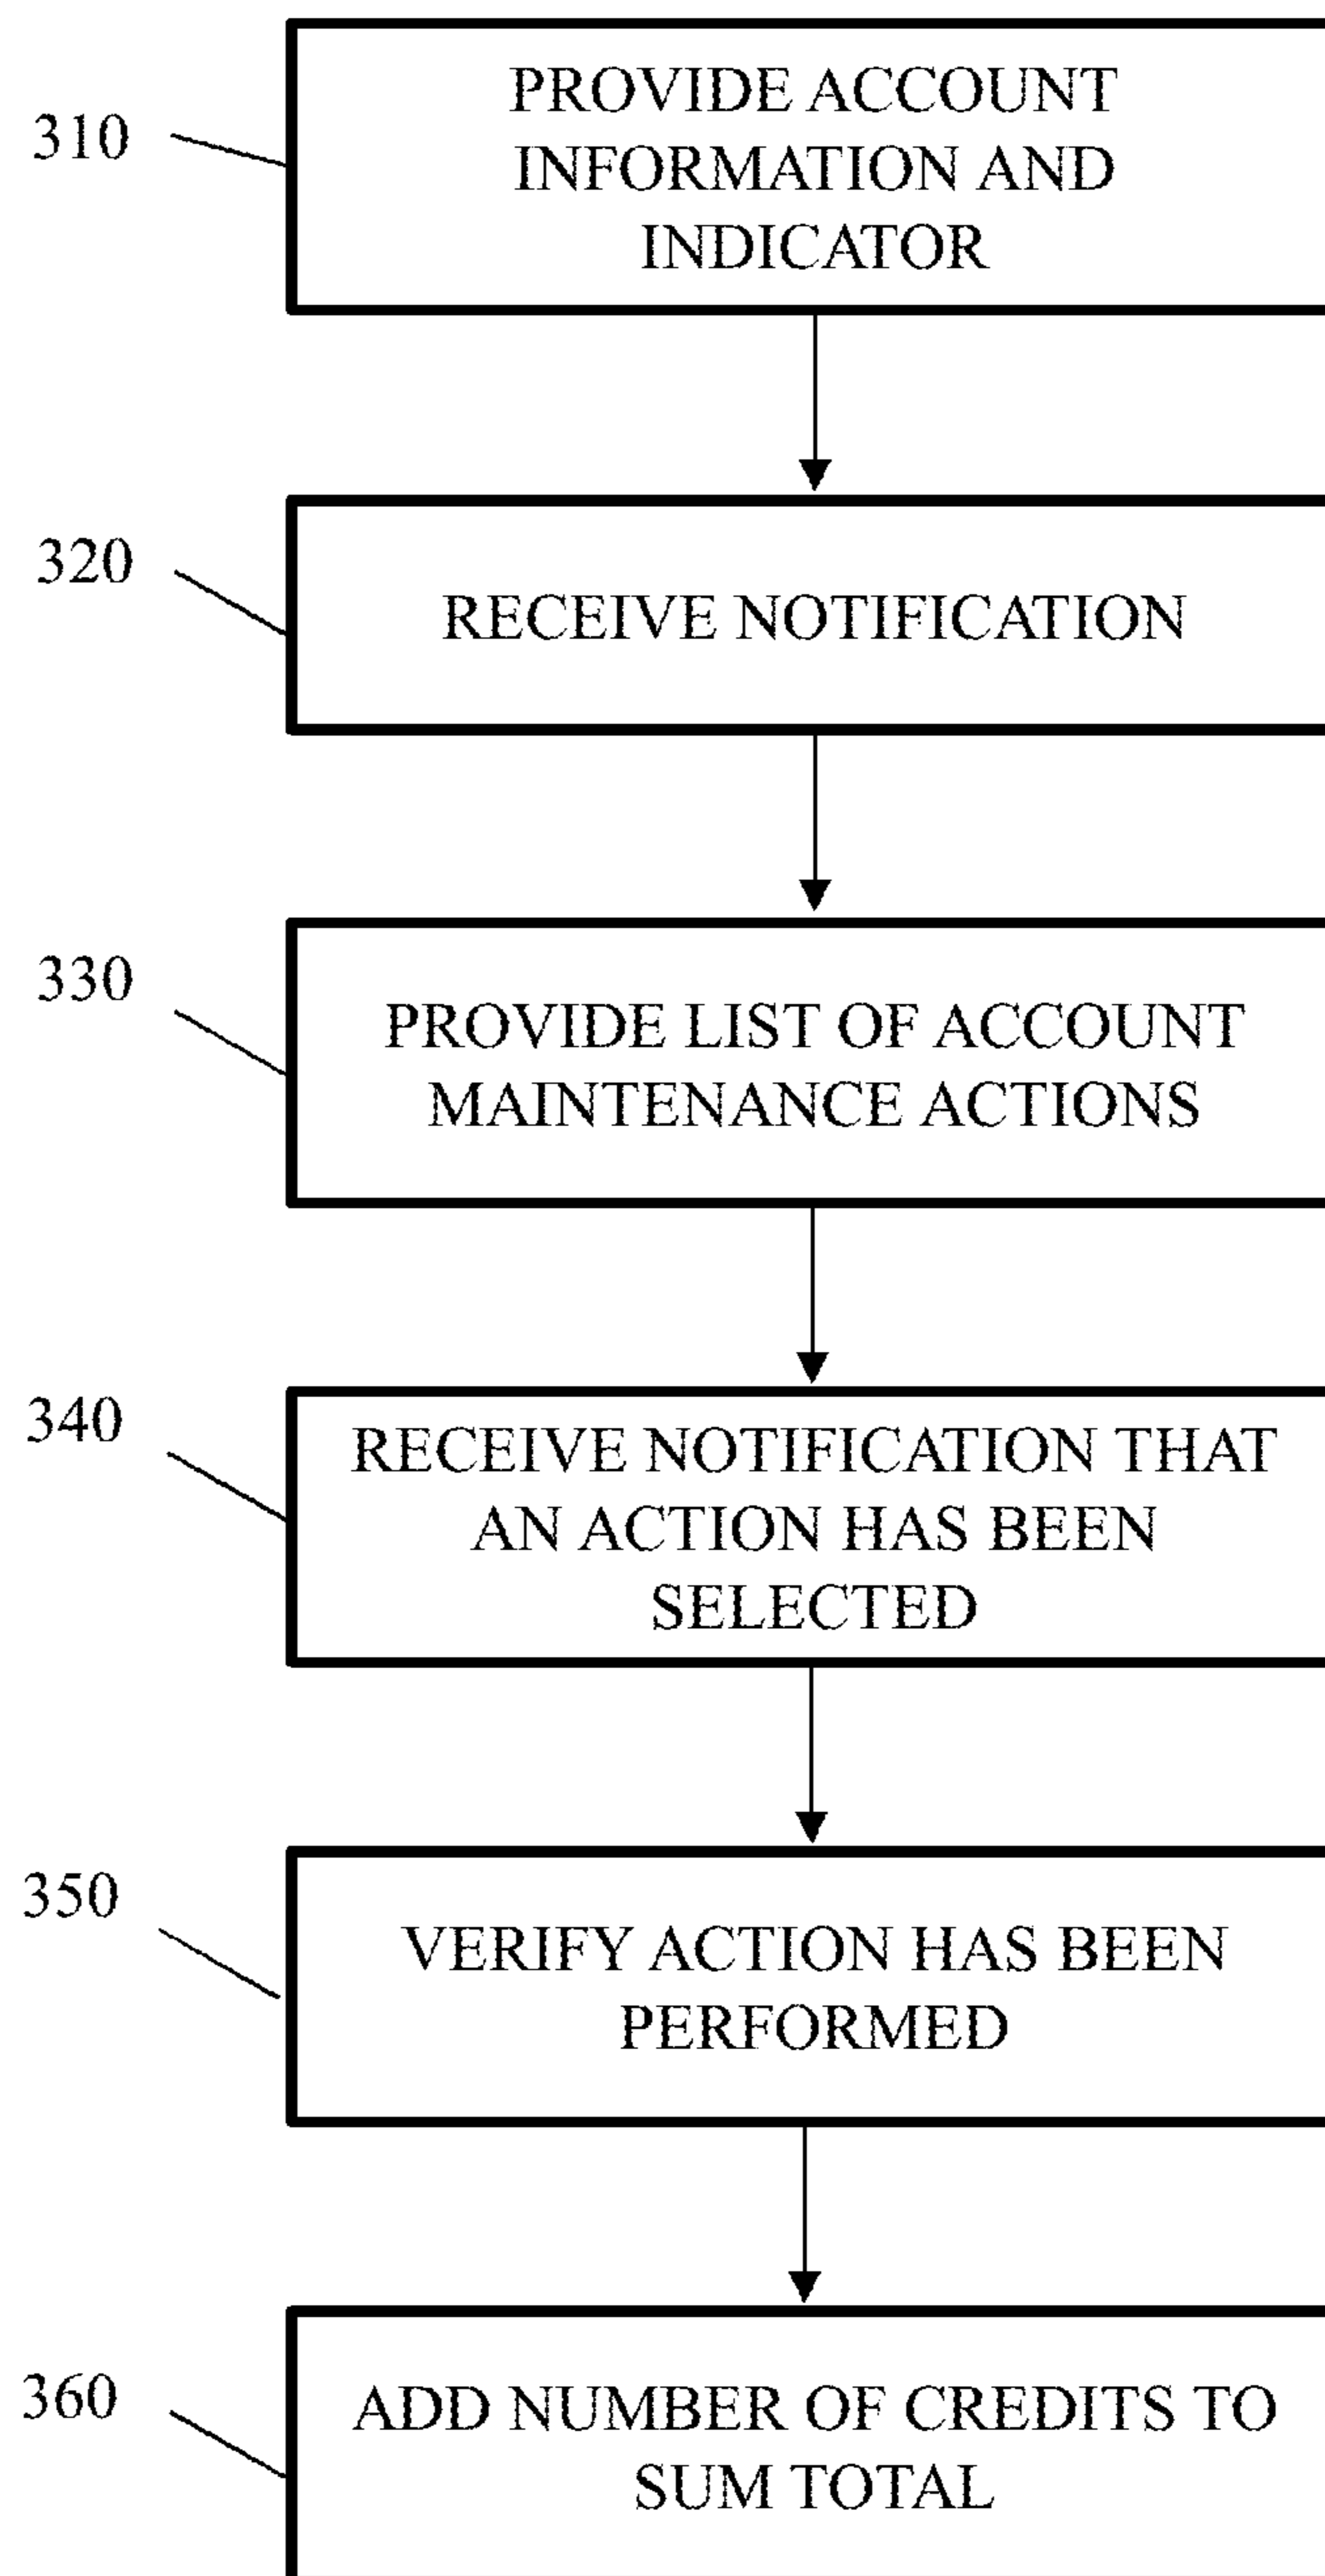 310
PROVIDE ACCOUNT
INFORMATION AND
INDICATOR
320
RECEIVE NOTIFICATION
330
PROVIDE LIST OF ACCOUNT
MAINTENANCE ACTIONS
340
RECEIVE NOTIFICATION THAT
AN ACTION HAS BEEN
SELECTED
350
VERIFY ACTION HAS BEEN
PERFORMED
360
ADD NUMBER OF CREDITS TO
SUM TOTAL